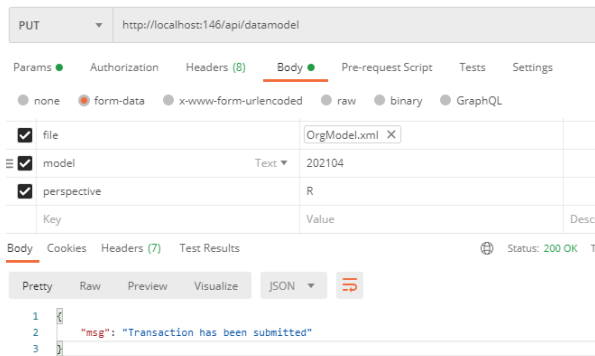 PUT http://localhost:146/api/datamodel
Params Authorization Headers (8) Body Pre-request Script Tests Settings
none form-data x-www-form-urlencoded raw binary GraphQL
file OrgModel.xml
model Text 202104
perspective R
Key Value Desc
Body Cookies Headers (7) Test Results Status: 200 OK T
Pretty Raw Preview Visualize JSON
1 {
2 "msg": "Transaction has been submitted"
3 }